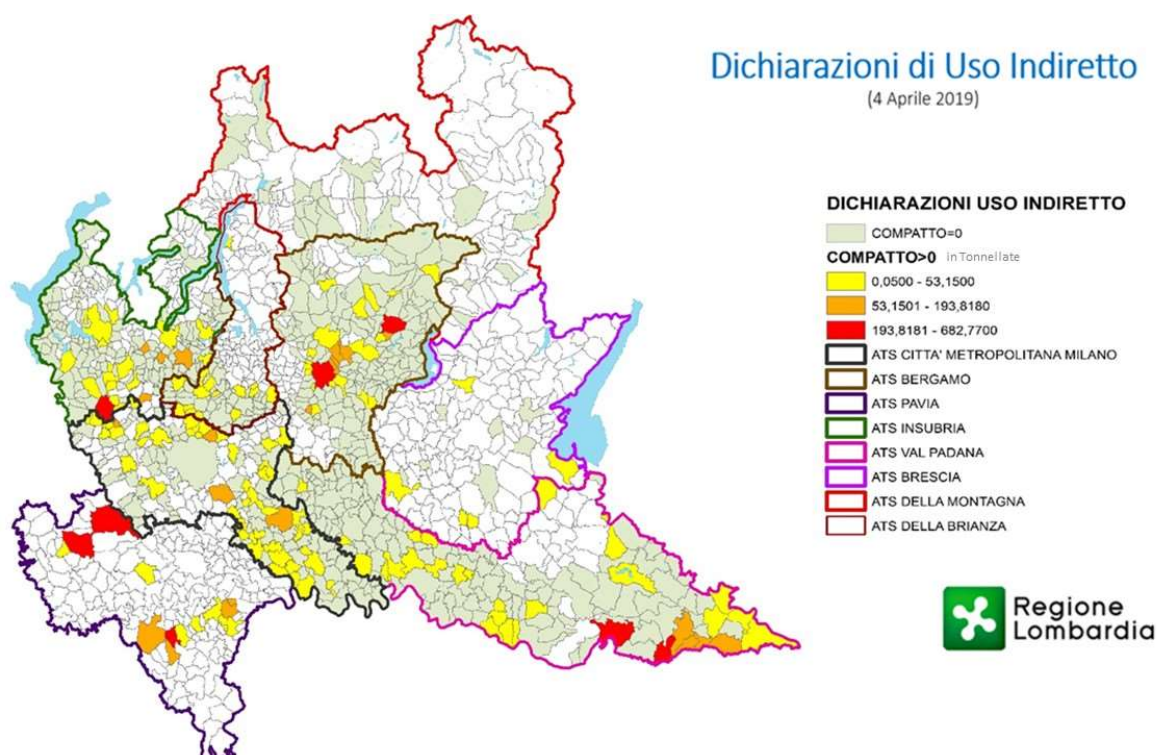 Dichiarazioni di Uso Indiretto
(4 Aprile 2019)
DICHIARAZIONI USO INDIRETTO
COMPATTO=0
COMPATTO>0 in Tonnellate
0,0500 - 53,1500
53,1501 - 193,8180
193,8181 - 682,7700
ATS CITTA' METROPOLITANA MILANO
ATS BERGAMO
ATS PAVIA
ATS INSUBRIA
ATS VAL PADANA
ATS BRESCIA
ATS DELLA MONTAGNA
ATS DELLA BRIANZA
Regione
Lombardia